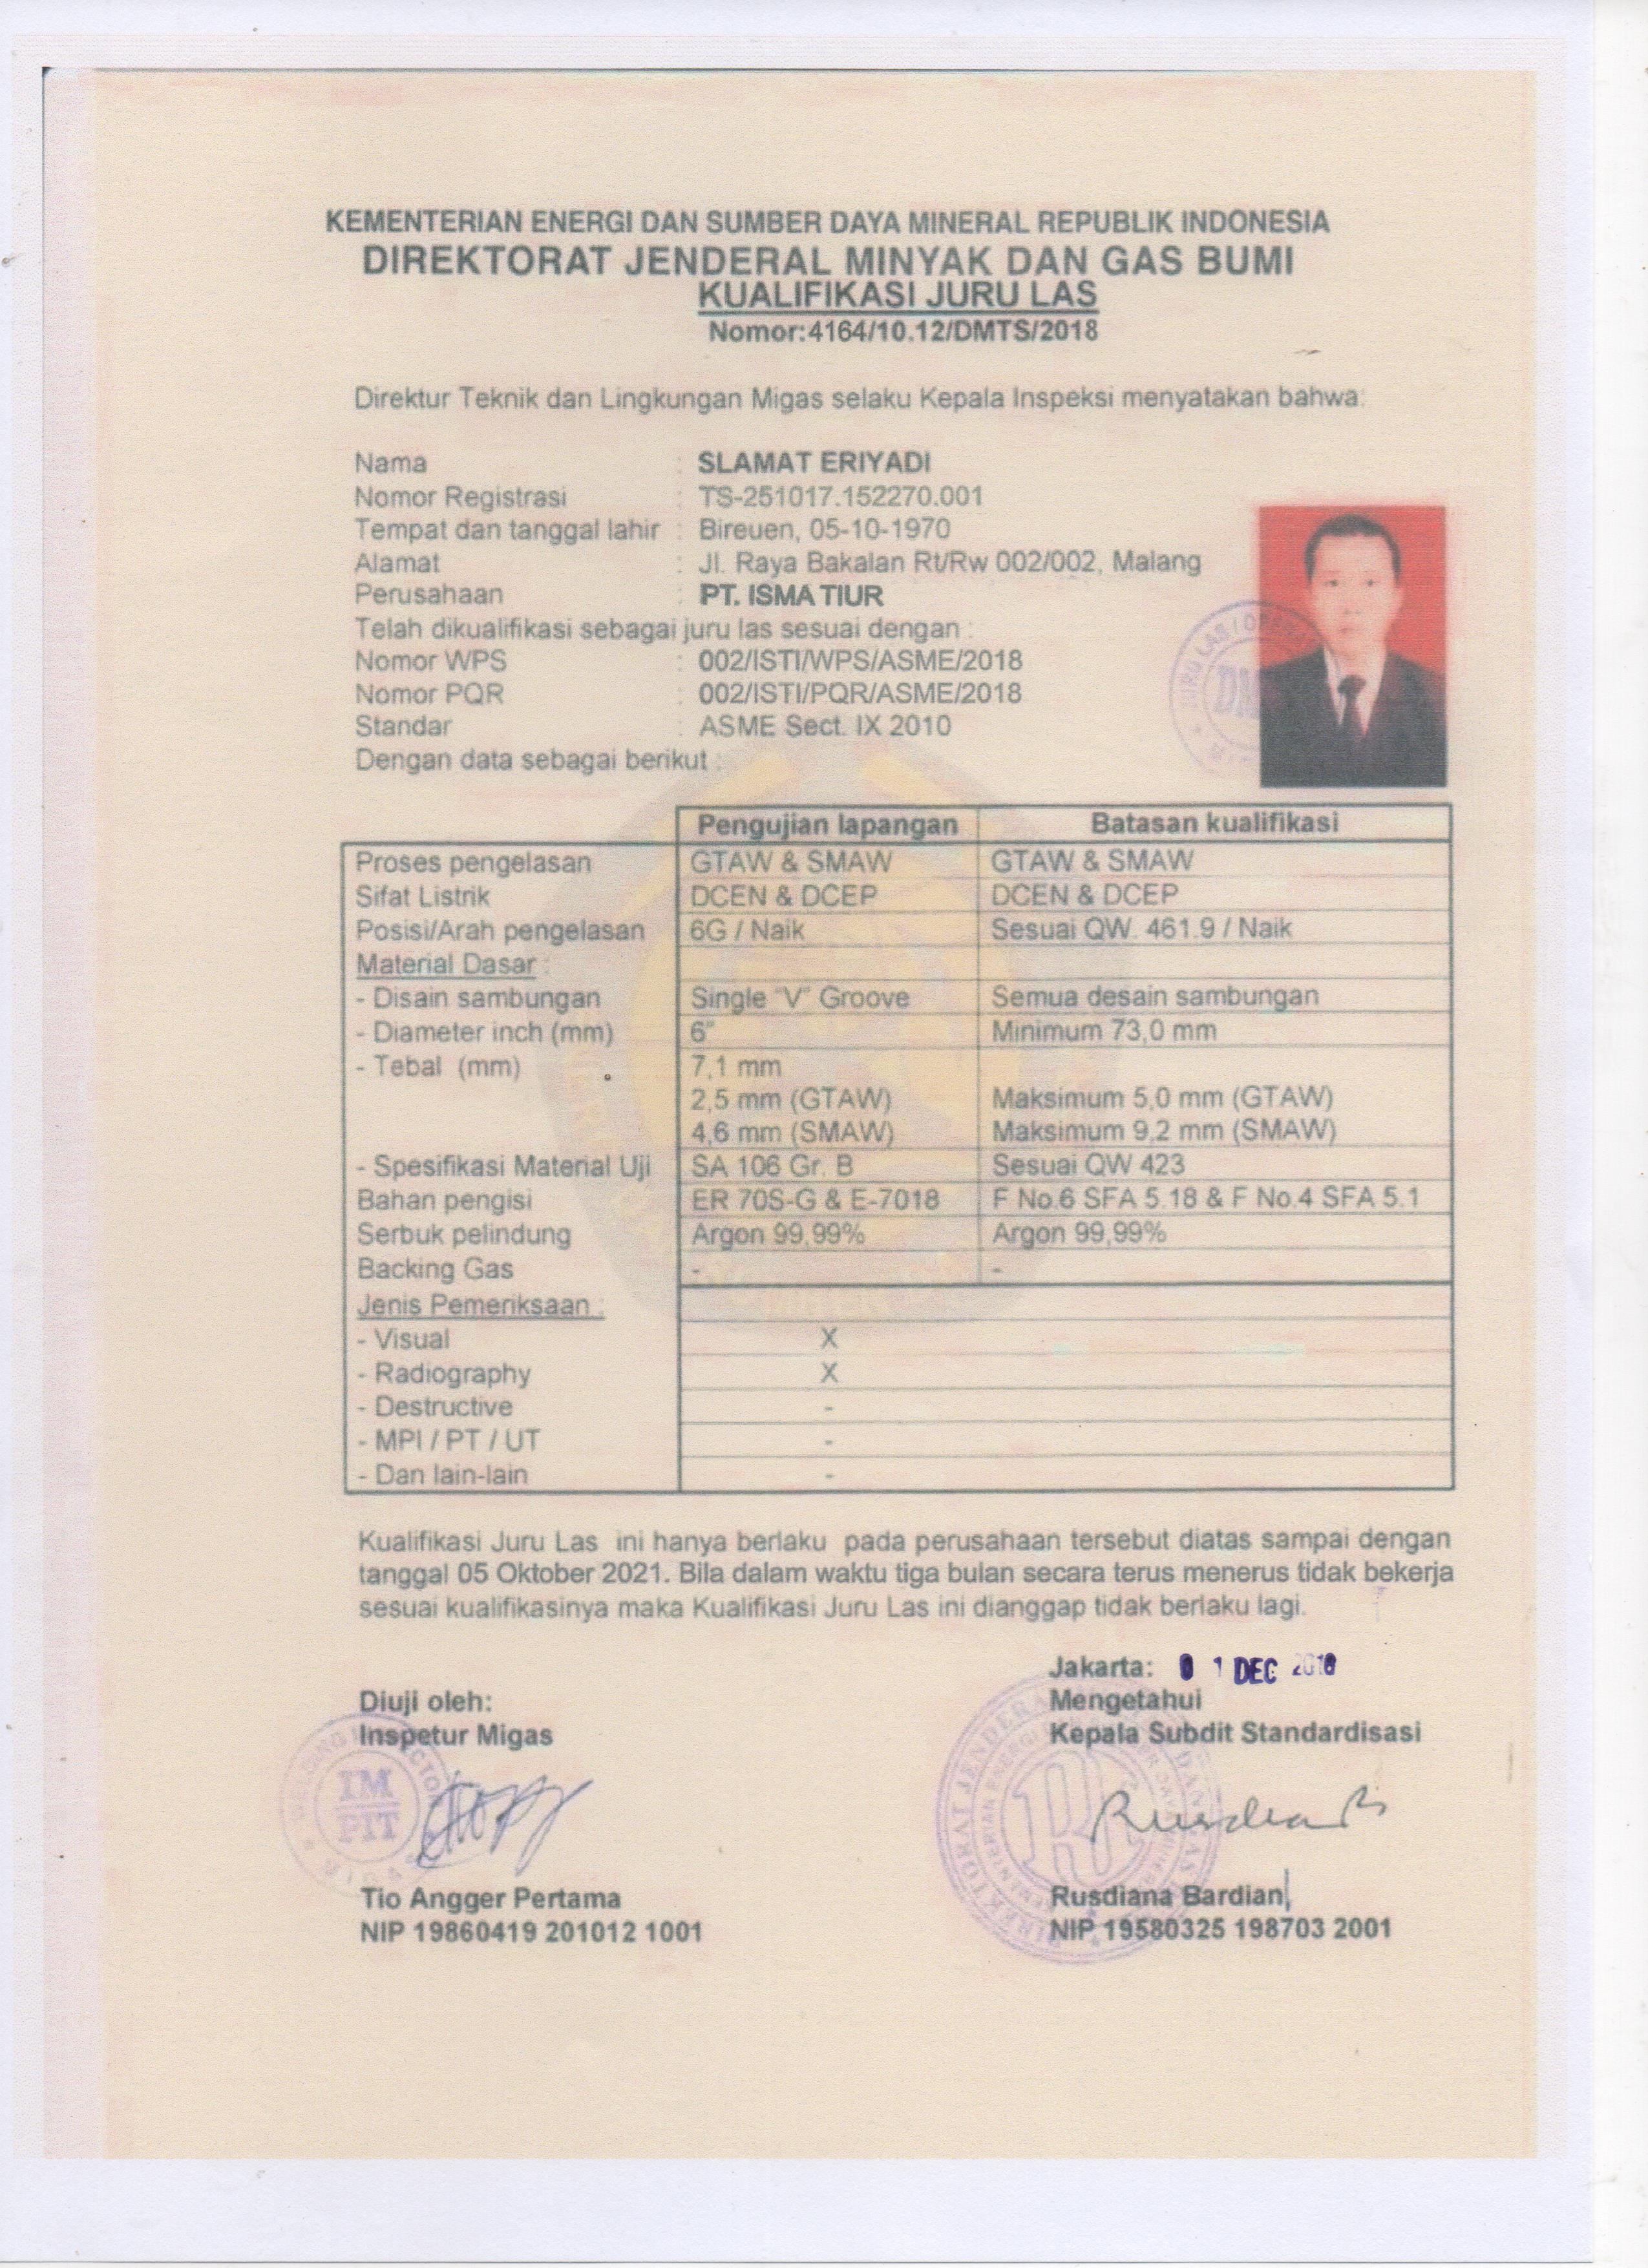 KEMENTERIAN ENERGI DAN SUMBER DAYA MINERAL REPUBLIK INDONESIA
DIREKTORAT JENDERAL MINYAK DAN GAS BUMI
KUALIFIKASI JURU LAS
Nomor:4164/10.12/DMTS/2018
Direktur Teknik dan Lingkungan Migas selaku Kepala Inspeksi menyatakan bahwa:
Nama : SLAMAT ERIYADI
Nomor Registrasi : TS-251017.152270.001
Tempat dan tanggal lahir : Bireuen, 05-10-1970
Alamat : Jl. Raya Bakalan Rt/Rw 002/002, Malang
Perusahaan : PT. ISMA TIUR
Telah dikualifikasi sebagai juru las sesuai dengan :
Nomor WPS : 002/ISTI/WPS/ASME/2018
Nomor PQR : 002/ISTI/PQR/ASME/2018
Standar : ASME Sect. IX 2010
Dengan data sebagai berikut :
JURU LAS / DM
Pengujian lapangan Batasan kualifikasi
Proses pengelasan GTAW & SMAW GTAW & SMAW
Sifat Listrik DCEN & DCEP DCEN & DCEP
Posisi/Arah pengelasan 6G / Naik Sesuai QW. 461.9 / Naik
Material Dasar :
- Disain sambungan Single "V" Groove Semua desain sambungan
- Diameter inch (mm) 6" Minimum 73,0 mm
- Tebal (mm) 7,1 mm
2,5 mm (GTAW) Maksimum 5,0 mm (GTAW)
4,6 mm (SMAW) Maksimum 9,2 mm (SMAW)
- Spesifikasi Material Uji SA 106 Gr. B Sesuai QW 423
Bahan pengisi ER 70S-G & E-7018 F No.6 SFA 5.18 & F No.4 SFA 5.1
Serbuk pelindung Argon 99,99% Argon 99,99%
Backing Gas - -
Jenis Pemeriksaan :
- Visual X
- Radiography X
- Destructive -
- MPI / PT / UT -
- Dan lain-lain -
Kualifikasi Juru Las ini hanya berlaku pada perusahaan tersebut diatas sampai dengan
tanggal 05 Oktober 2021. Bila dalam waktu tiga bulan secara terus menerus tidak bekerja
sesuai kualifikasinya maka Kualifikasi Juru Las ini dianggap tidak berlaku lagi.
Jakarta: 0 1 DEC 2018
Diuji oleh: Mengetahui
Inspetur Migas Kepala Subdit Standardisasi
IM
PIT
DIREKTORAT JENDERAL
Tio Angger Pertama Rusdiana Bardian,
NIP 19860419 201012 1001 NIP 19580325 198703 2001